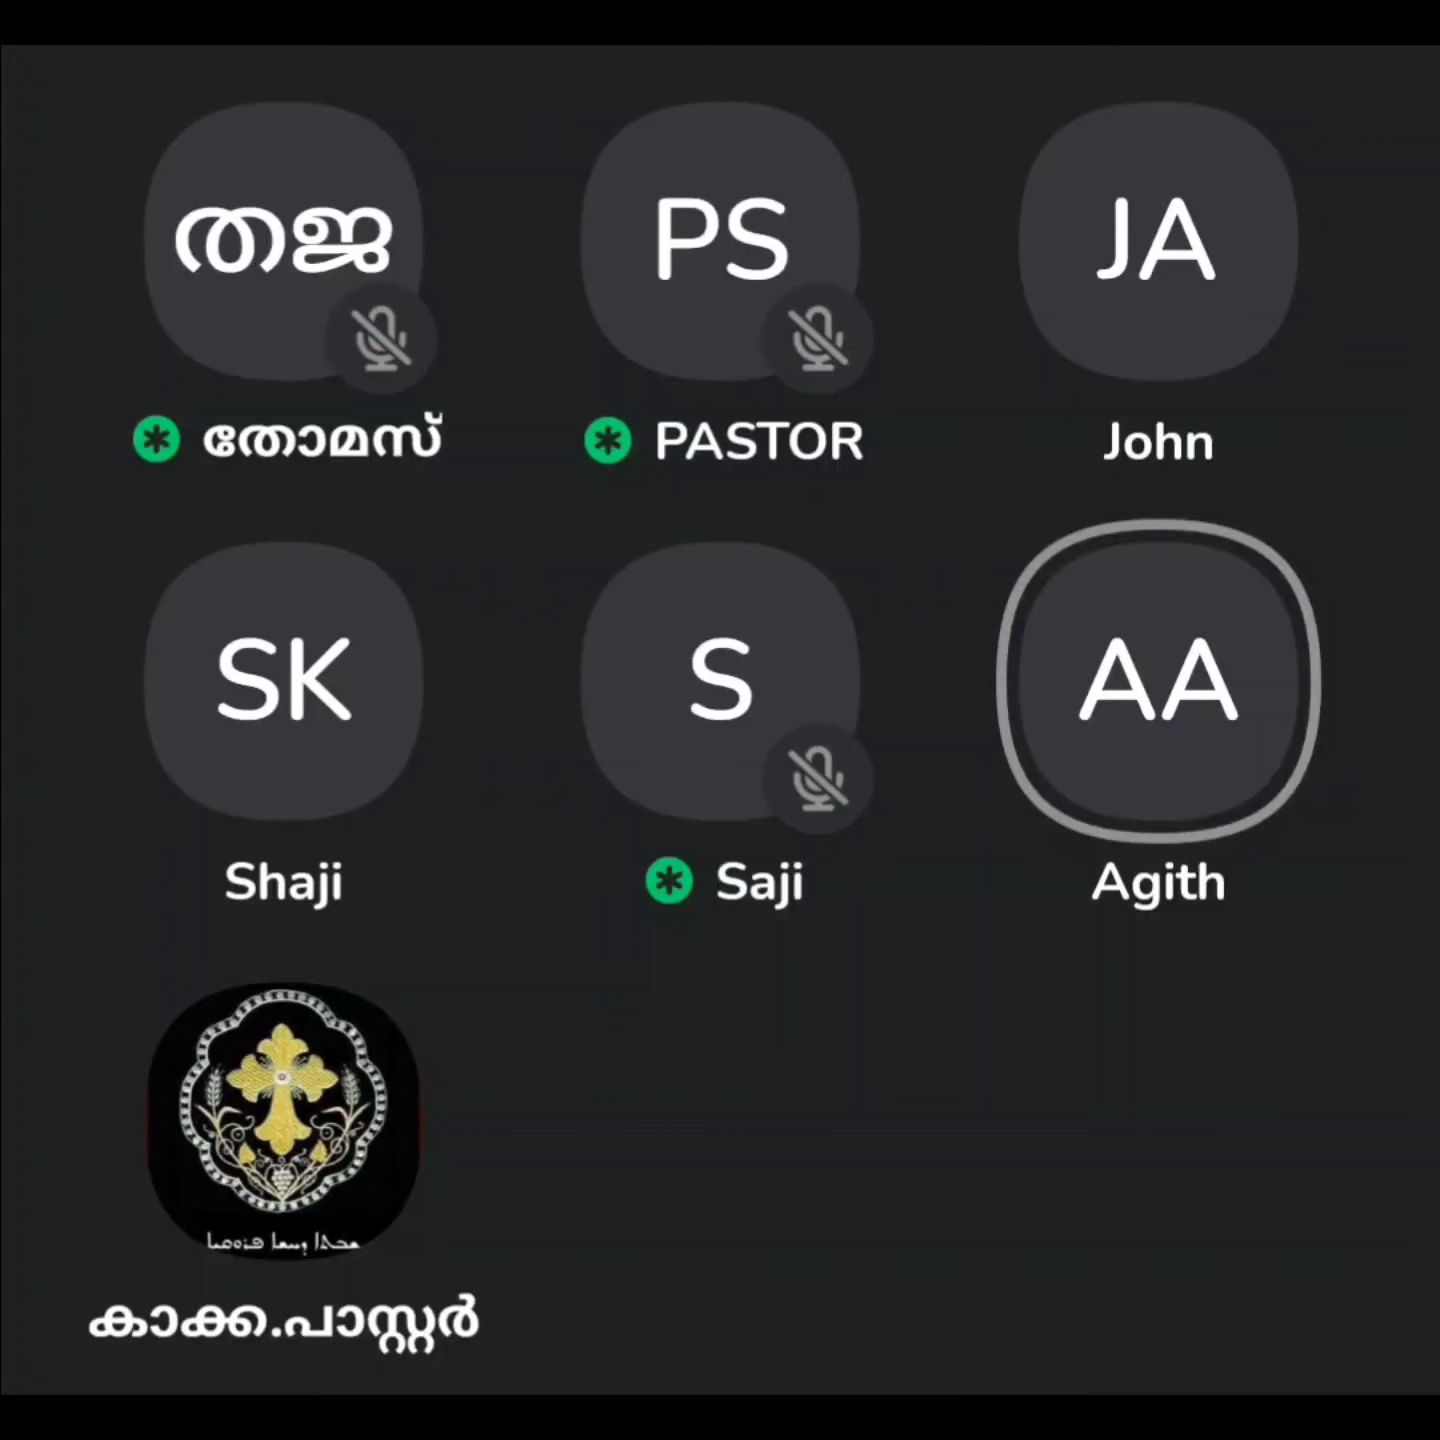 തജ
PS
JA
തോമസ്
PASTOR
John
SK
S
AA
Shaji
Saji
Agith
കാക്ക.പാസ്റ്റർ